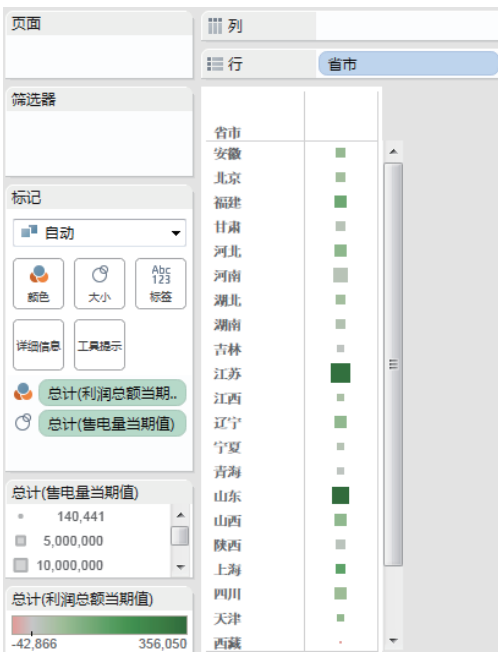 页面
列
行
省市
筛选器
标记
自动
颜色
大小
Abc
123
标签
详细信息
工具提示
总计(利润总额当期..
总计(售电量当期值)
总计(售电量当期值)
140,441
5,000,000
10,000,000
总计(利润总额当期值)
-42,866
356,050
省市
安徽
北京
福建
甘肃
河北
河南
湖北
湖南
吉林
江苏
江西
辽宁
宁夏
青海
山东
山西
陕西
上海
四川
天津
西藏